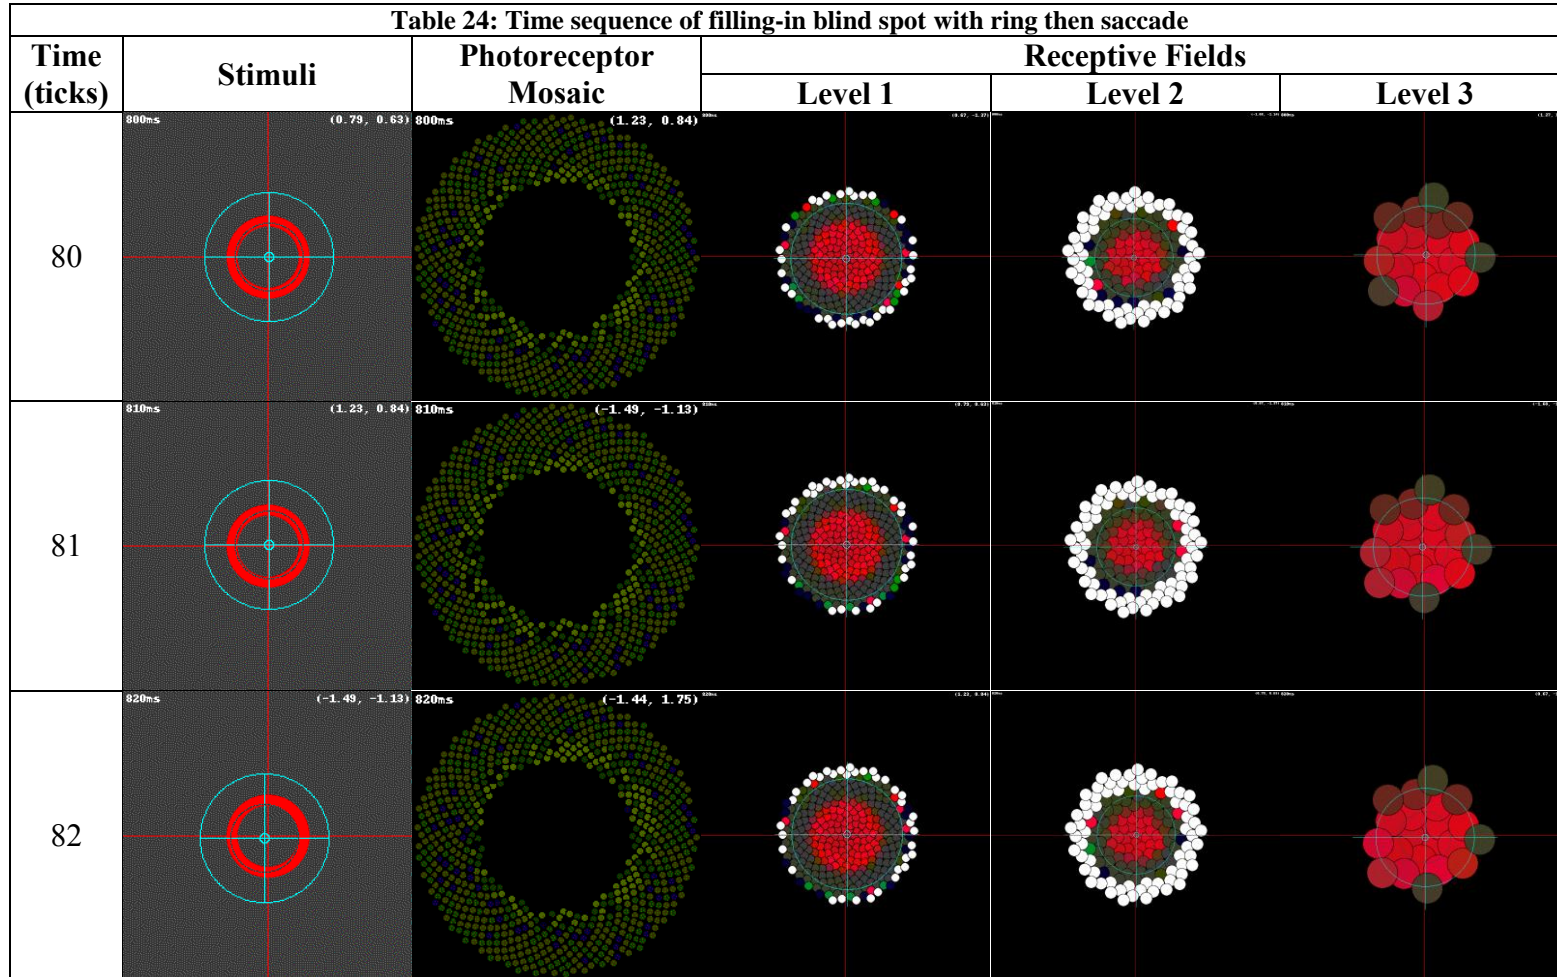 Table 24: Time sequence of filling-in blind spot with ring then saccade
Time (ticks)
Stimuli
Photoreceptor Mosaic
Receptive Fields
Level 1
Level 2
Level 3
80
800ms (0.79, 0.63)
800ms (1.23, 0.84)
81
810ms (1.23, 0.84)
810ms (-1.49, -1.13)
82
820ms (-1.49, -1.13)
820ms (-1.44, 1.75)